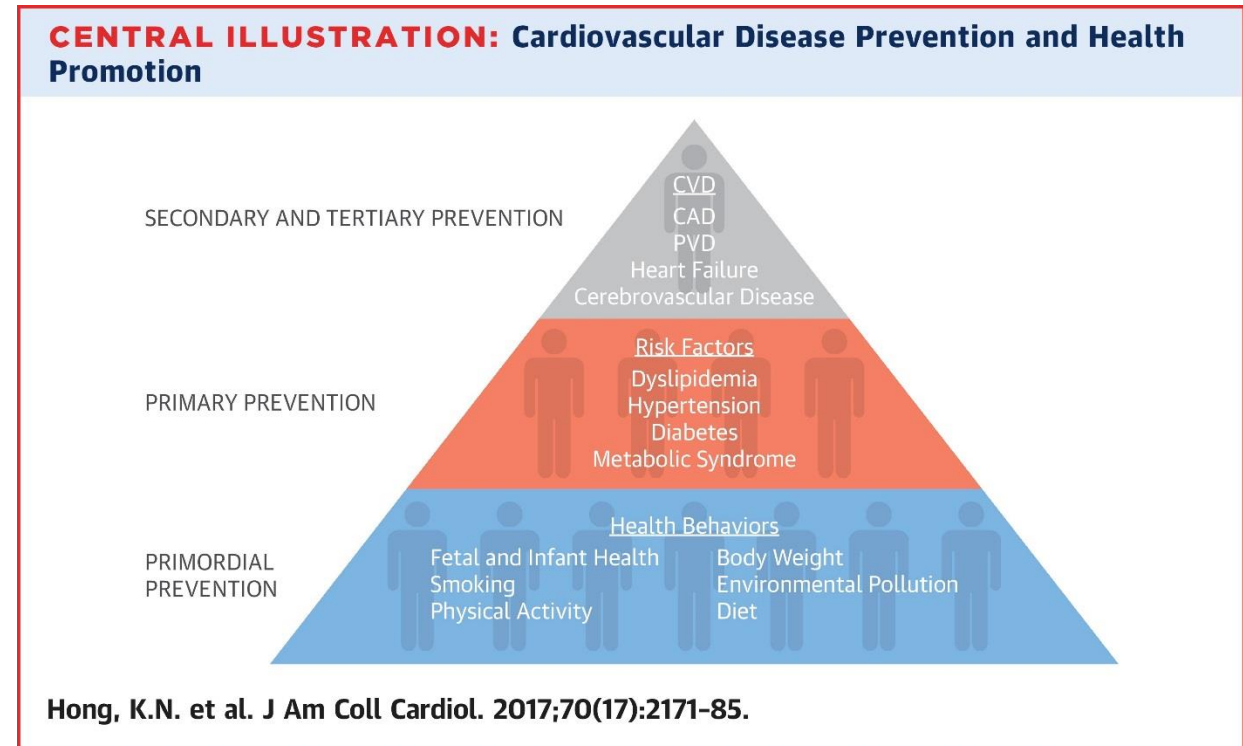 CENTRAL ILLUSTRATION: Cardiovascular Disease Prevention and Health
Promotion
SECONDARY AND TERTIARY PREVENTION
CVD
CAD
PVD
Heart Failure
Cerebrovascular Disease
PRIMARY PREVENTION
Risk Factors
Dyslipidemia
Hypertension
Diabetes
Metabolic Syndrome
PRIMORDIAL
PREVENTION
Health Behaviors
Fetal and Infant Health
Smoking
Physical Activity
Body Weight
Environmental Pollution
Diet
Hong, K.N. et al. J Am Coll Cardiol. 2017;70(17):2171–85.